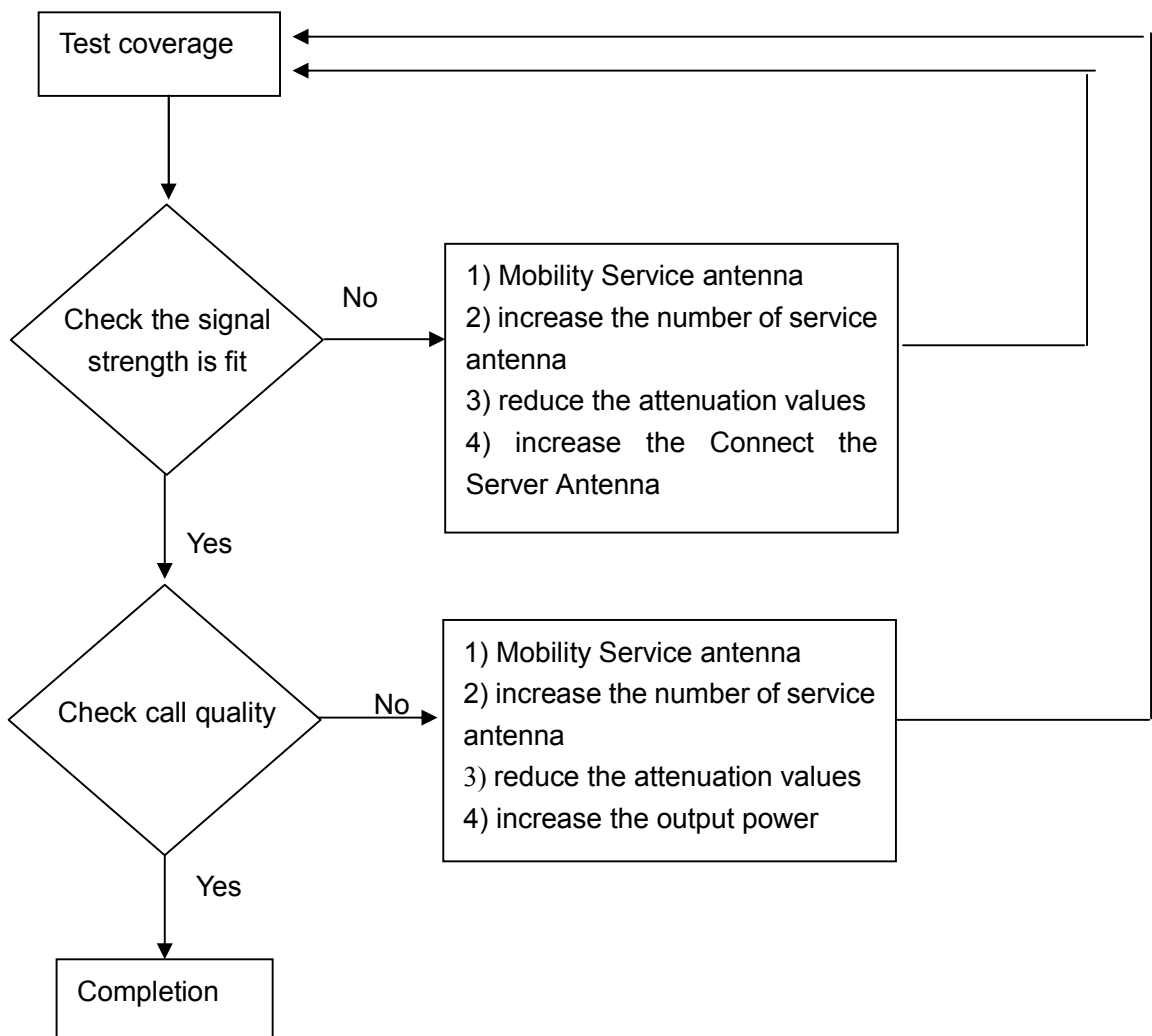 Test coverage
Check the signal
strength is fit
No
1) Mobility Service antenna
2) increase the number of service
antenna
3) reduce the attenuation values
4) increase the Connect the
Server Antenna
Yes
Check call quality
No
1) Mobility Service antenna
2) increase the number of service
antenna
3) reduce the attenuation values
4) increase the output power
Yes
Completion